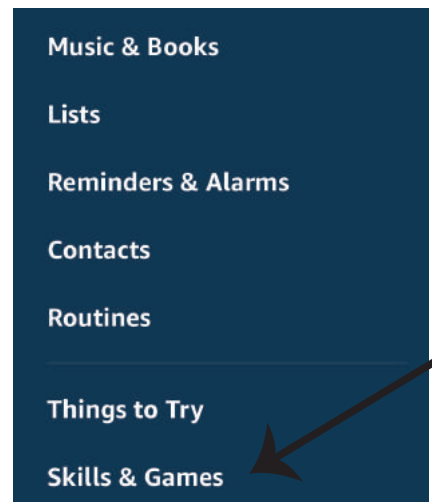 Music & Books
Lists
Reminders & Alarms
Contacts
Routines
Things to Try
Skills & Games